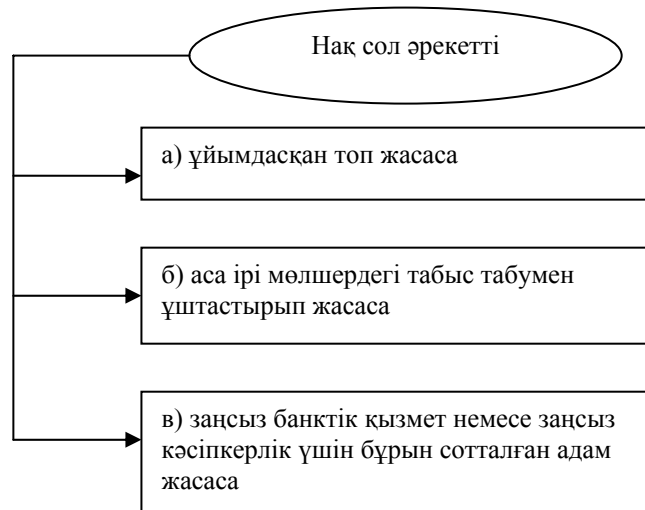 Нақ сол әрекетті
а) ұйымдасқан топ жасаса
б) аса ірі мөлшердегі табыс табумен
ұштастырып жасаса
в) заңсыз банктік қызмет немесе заңсыз
кәсіпкерлік үшін бұрын сотталған адам
жасаса